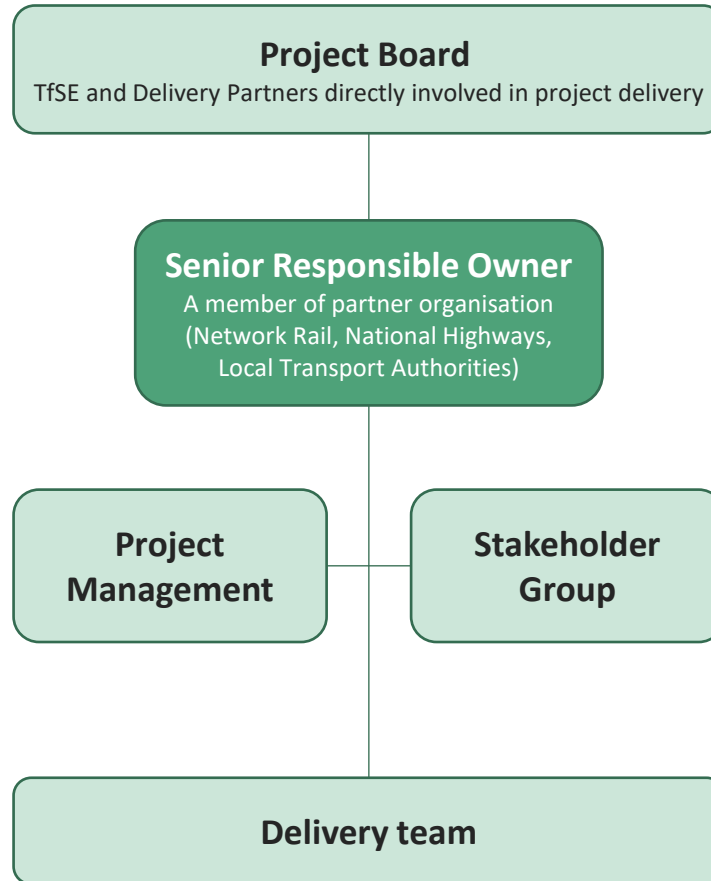 Project Board
TfSE and Delivery Partners directly involved in project delivery
Senior Responsible Owner
A member of partner organisation
(Network Rail, National Highways,
Local Transport Authorities)
Project
Management
Stakeholder
Group
Delivery team